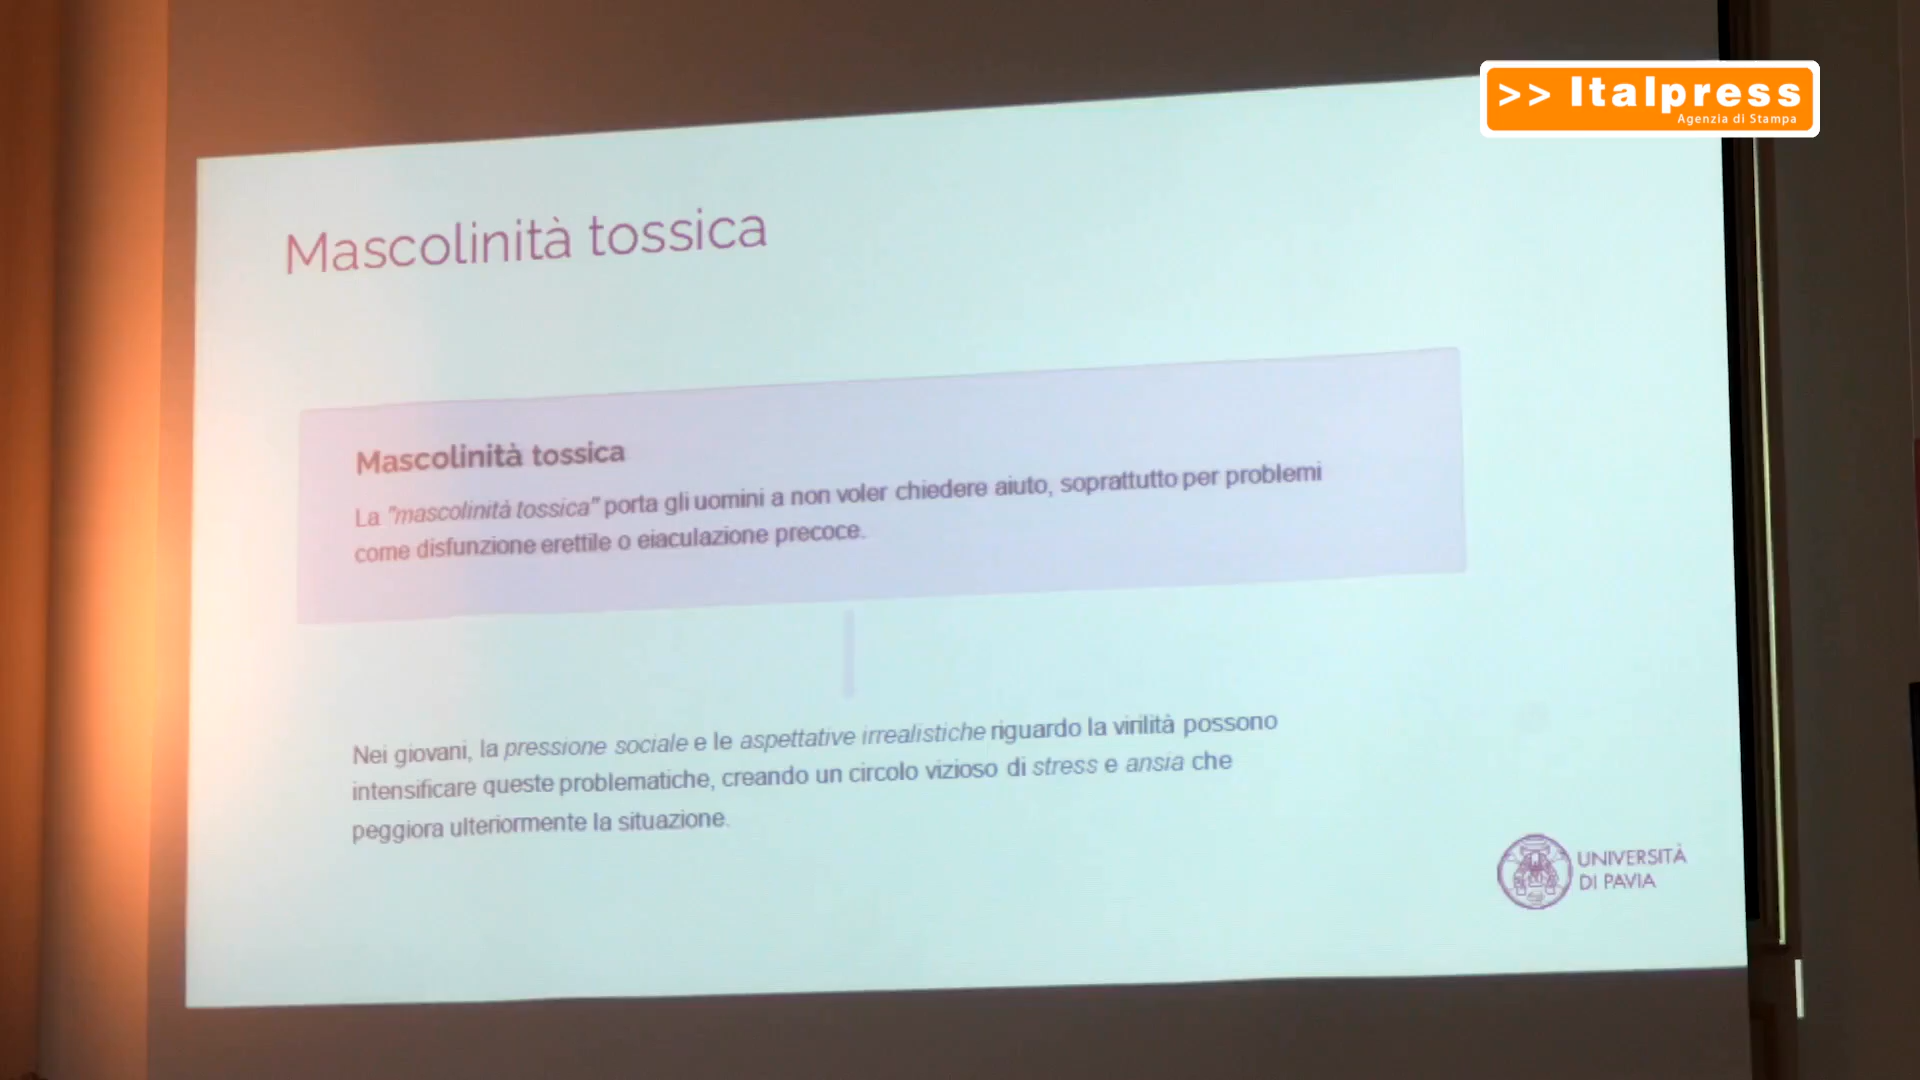 >> Italpress
Agenzia di Stampa
Mascolinità tossica
Mascolinità tossica
La "mascolinità tossica" porta gli uomini a non voler chiedere aiuto, soprattutto per problemi
come disfunzione erettile o eiaculazione precoce.
Nei giovani, la pressione sociale e le aspettative irrealistiche riguardo la virilità possono
intensificare queste problematiche, creando un circolo vizioso di stress e ansia che
peggiora ulteriormente la situazione.
UNIVERSITÀ
DI PAVIA